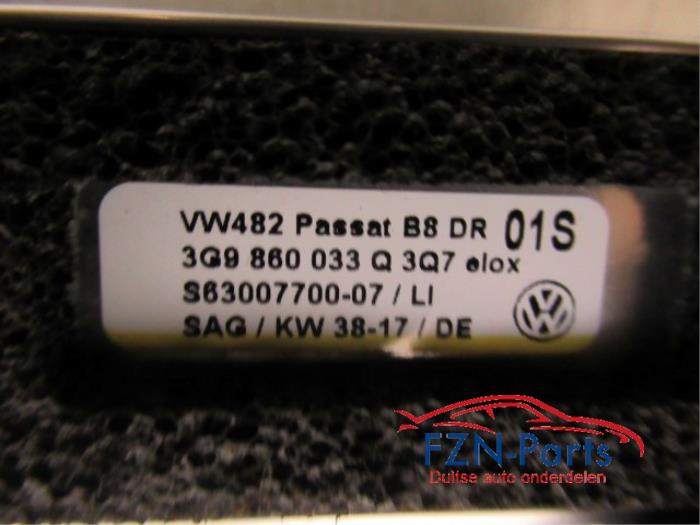 VW482 Passat B8 DR 01S
3G9 860 033 Q 3Q7 elox
S63007700-07 / LI
SAG / KW 38-17 / DE
FZN-Parts
Duitse auto onderdelen